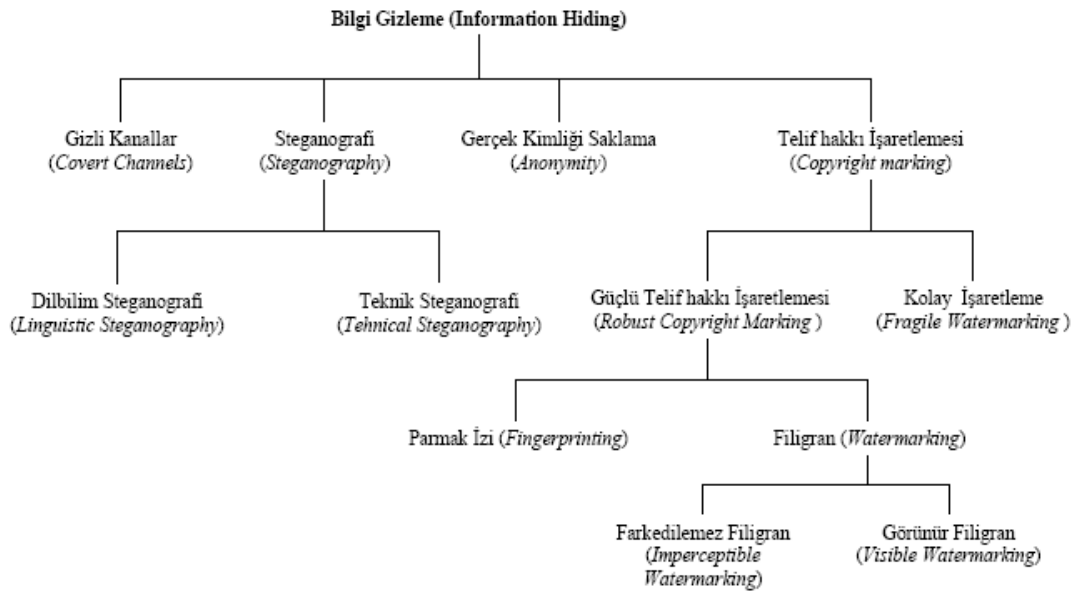 Bilgi Gizleme (Information Hiding)
Gizli Kanallar
(Covert Channels)
Steganografi
(Steganography)
Gerçek Kimliği Saklama
(Anonymity)
Telif hakkı İşaretlemesi
(Copyright marking)
Dilbilim Steganografi
(Linguistic Steganography)
Teknik Steganografi
(Tehnical Steganography)
Güçlü Telif hakkı İşaretlemesi
(Robust Copyright Marking )
Kolay İşaretleme
(Fragile Watermarking )
Parmak İzi (Fingerprinting)
Filigran (Watermarking)
Farkedilemez Filigran
(Imperceptible
Watermarking)
Görünür Filigran
(Visible Watermarking)